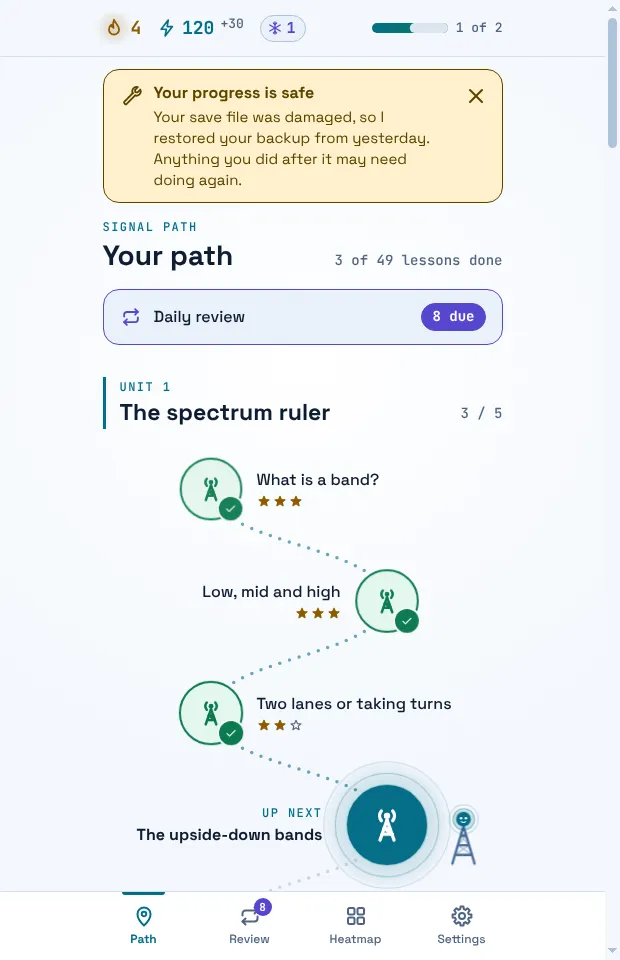 4 120 +30 1 1 of 2
Your progress is safe
Your save file was damaged, so I
restored your backup from yesterday.
Anything you did after it may need
doing again.
SIGNAL PATH
Your path 3 of 49 lessons done
Daily review 8 due
UNIT 1
The spectrum ruler 3 / 5
What is a band?
Low, mid and high
Two lanes or taking turns
UP NEXT
The upside-down bands
8
Path Review Heatmap Settings